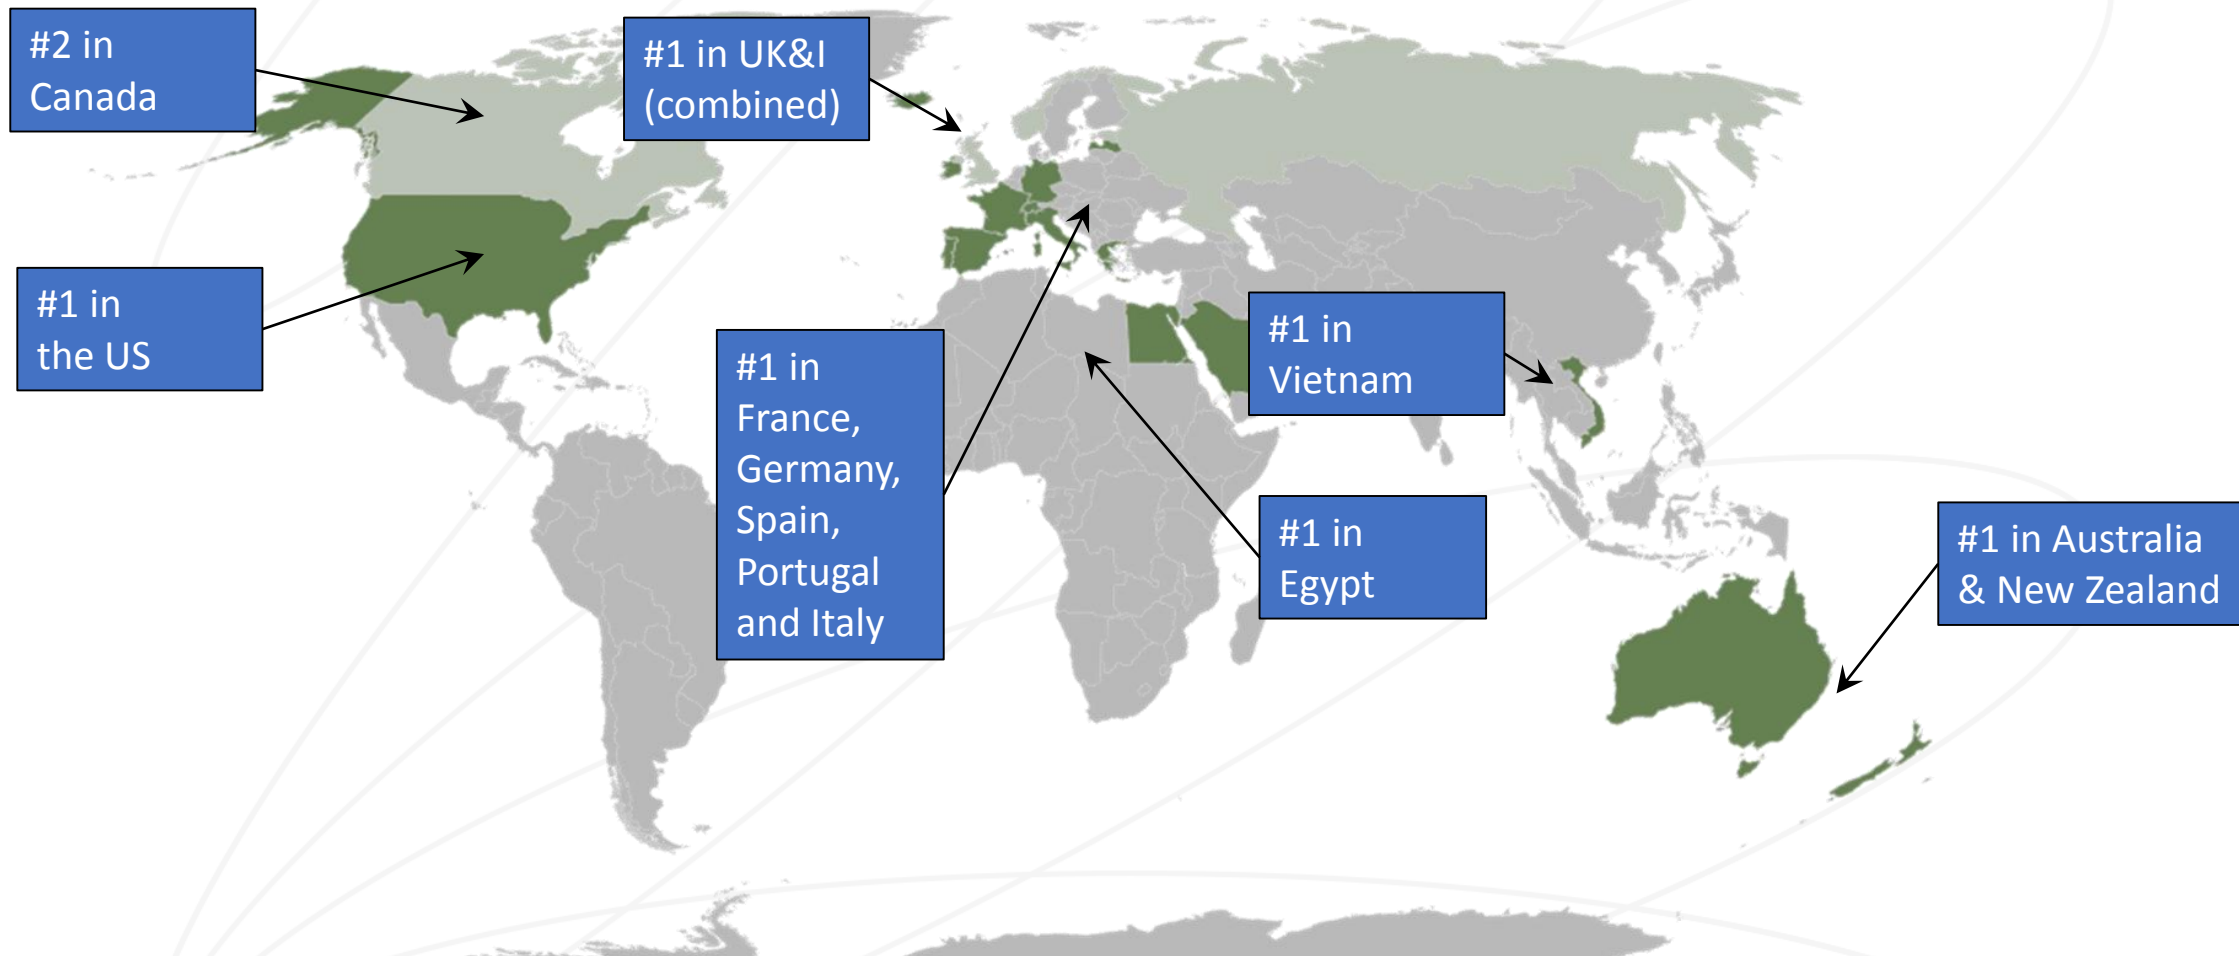 #2 in
Canada
#1 in UK&I
(combined)
#1 in
the US
#1 in
France,
Germany,
Spain,
Portugal
and Italy
#1 in
Vietnam
#1 in
Egypt
#1 in Australia
& New Zealand